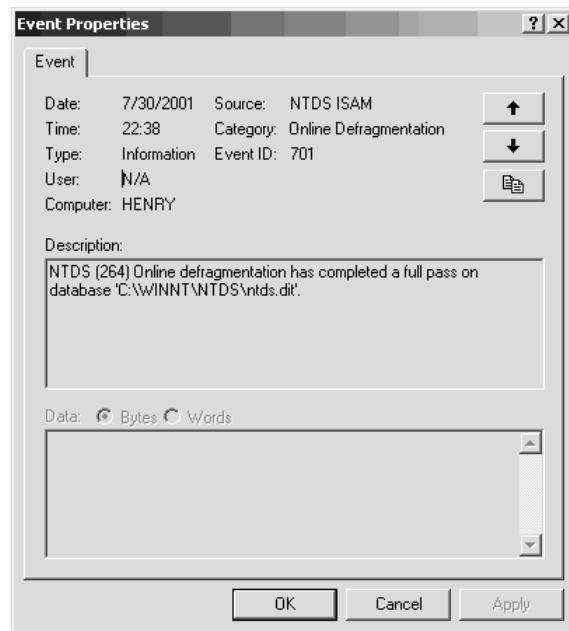 Event Properties
Event
Date: 7/30/2001 Source: NTDS ISAM
Time: 22:38 Category: Online Defragmentation
Type: Information Event ID: 701
User: N/A
Computer: HENRY
Description:
NTDS (264) Online defragmentation has completed a full pass on
database 'C:\WINNT\NTDS\ntds.dit'.
Data: Bytes Words
OK Cancel Apply